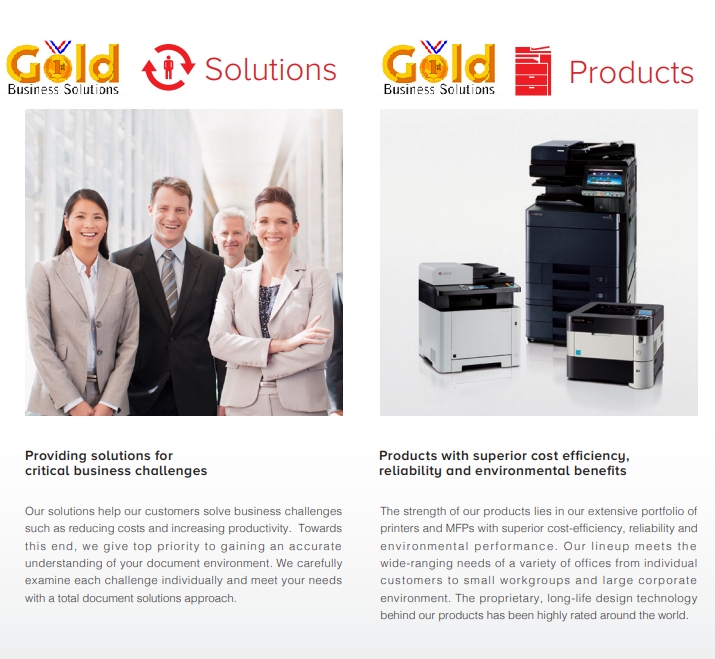 Gold
Business Solutions
Solutions
Providing solutions for
critical business challenges
Our solutions help our customers solve business challenges
such as reducing costs and increasing productivity. Towards
this end, we give top priority to gaining an accurate
understanding of your document environment. We carefully
examine each challenge individually and meet your needs
with a total document solutions approach.
Gold
Business Solutions
Products
Products with superior cost efficiency,
reliability and environmental benefits
The strength of our products lies in our extensive portfolio of
printers and MFPs with superior cost-efficiency, reliability and
environmental performance. Our lineup meets the
wide-ranging needs of a variety of offices from individual
customers to small workgroups and large corporate
environment. The proprietary, long-life design technology
behind our products has been highly rated around the world.